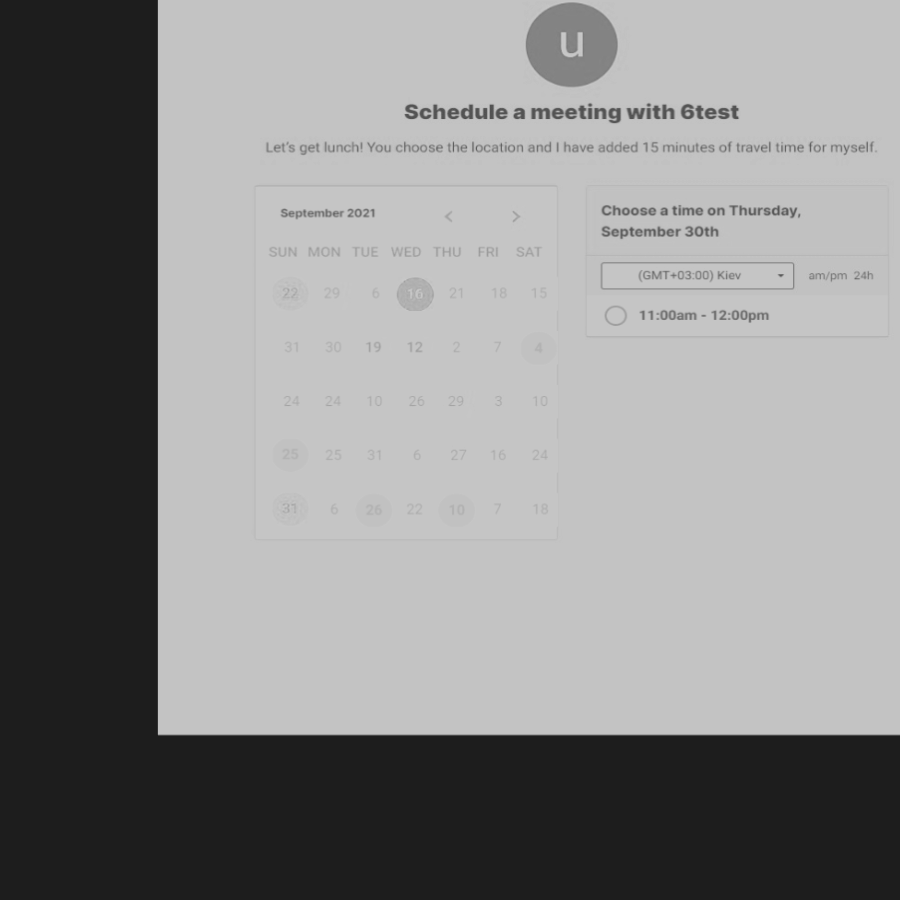 u
Schedule a meeting with 6test
Let's get lunch! You choose the location and I have added 15 minutes of travel time for myself.
September 2021 < >
SUN MON TUE WED THU FRI SAT
22 29 6 16 21 18 15
31 30 19 12 2 7 4
24 24 10 26 29 3 10
25 25 31 6 27 16 24
31 6 26 22 10 7 18
Choose a time on Thursday,
September 30th
(GMT+03:00) Kiev am/pm 24h
11:00am - 12:00pm